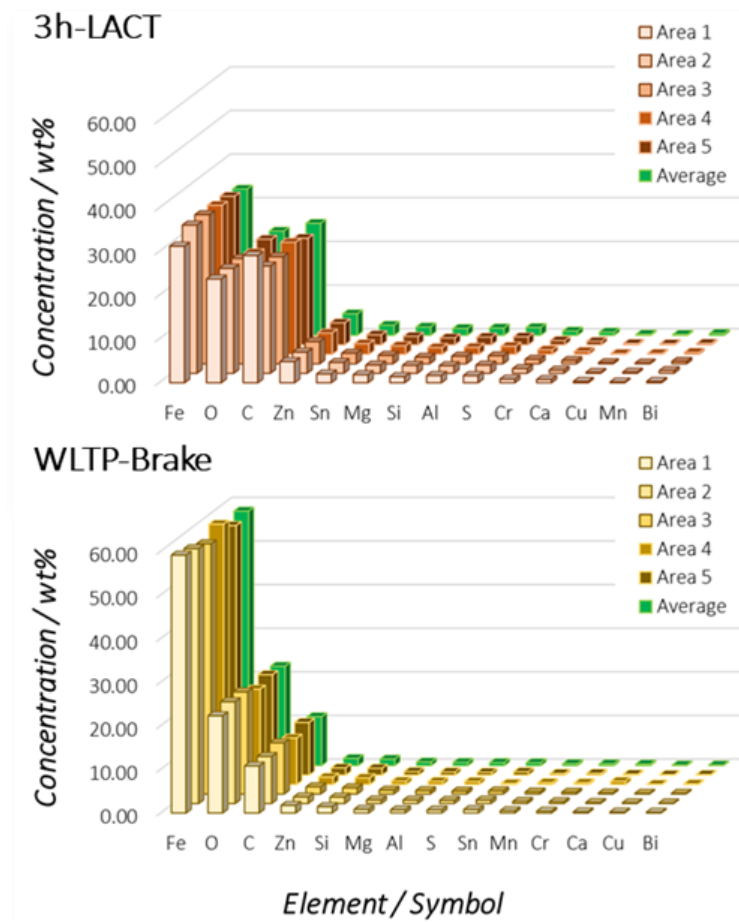 3h-LACT
Area 1
Area 2
Area 3
Area 4
Area 5
Average
Concentration / wt%
60.00
50.00
40.00
30.00
20.00
10.00
0.00
Fe O C Zn Sn Mg Si Al S Cr Ca Cu Mn Bi
WLTP-Brake
Area 1
Area 2
Area 3
Area 4
Area 5
Average
Concentration / wt%
60.00
50.00
40.00
30.00
20.00
10.00
0.00
Fe O C Zn Si Mg Al S Sn Mn Cr Ca Cu Bi
Element / Symbol